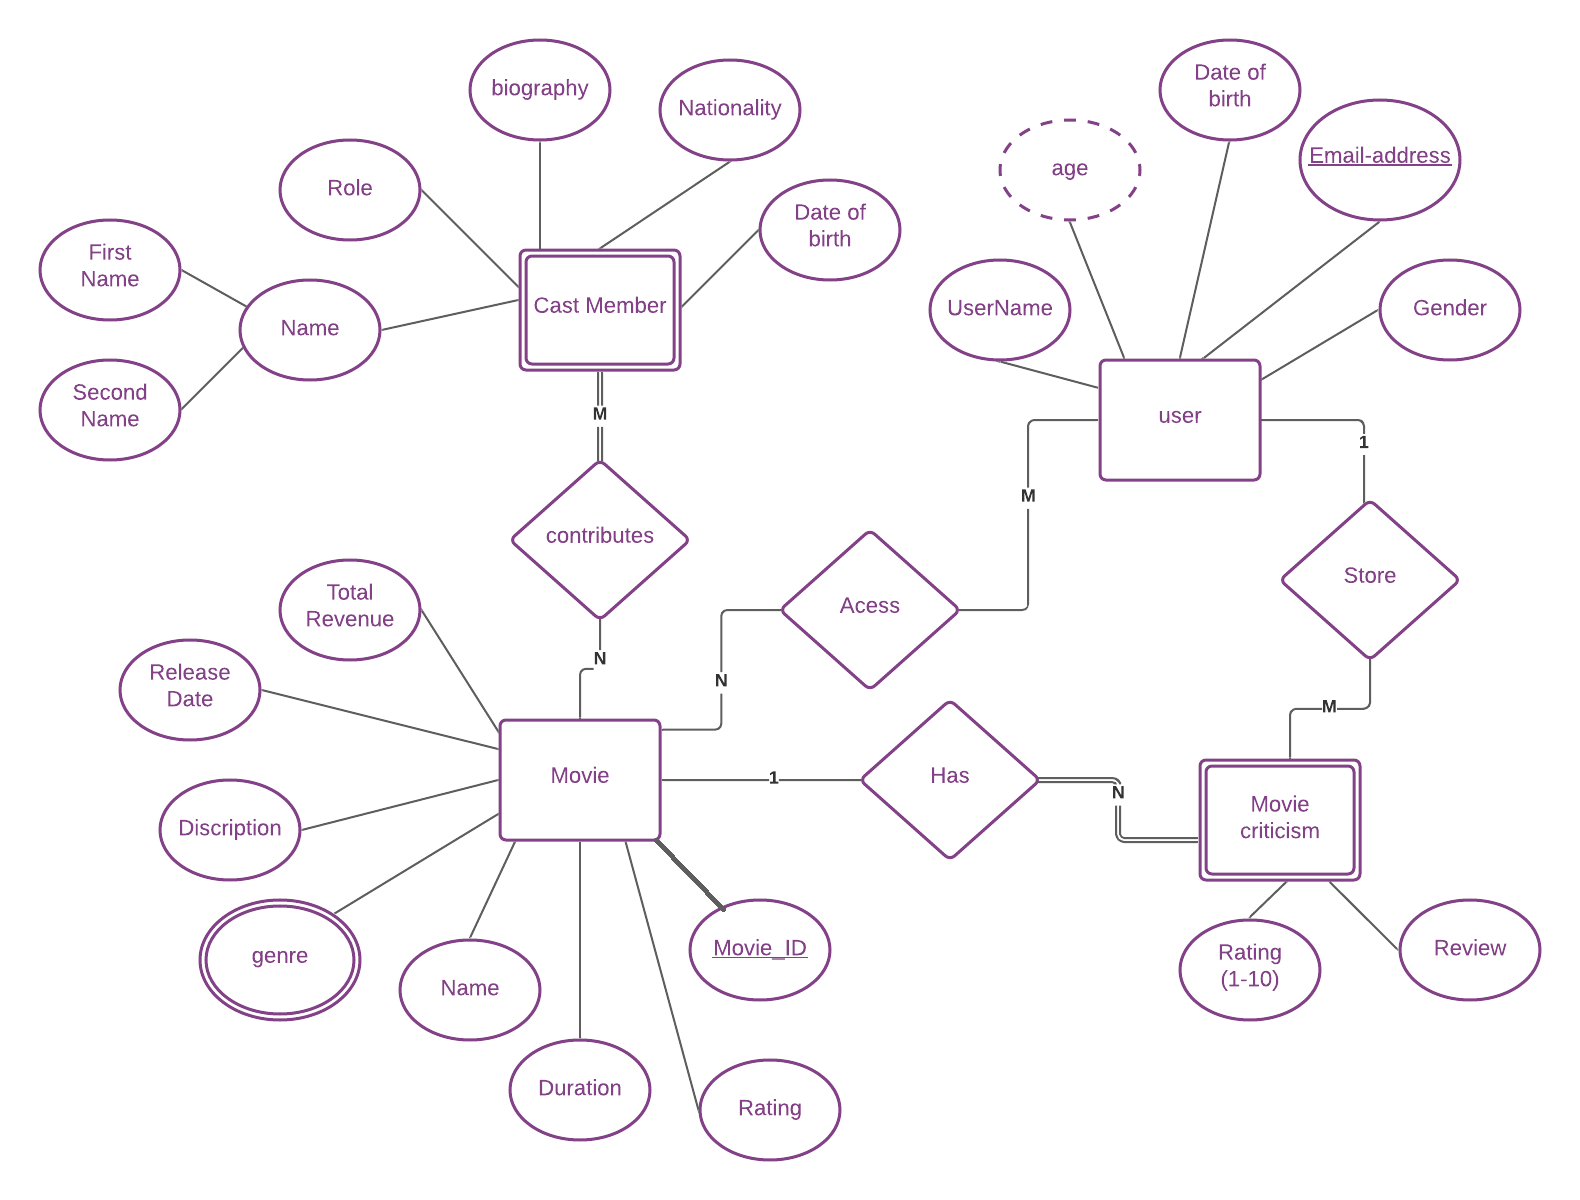 biography
Nationality
Role
Date of
birth
First
Name
Second
Name
Name
Cast Member
Date of
birth
age
Email-address
UserName
Gender
user
M
contributes
N
M
1
Acess
Store
N
M
Total
Revenue
Release
Date
Discription
genre
Movie
1
Has
N
Movie
criticism
Name
Movie_ID
Duration
Rating
Rating
(1-10)
Review